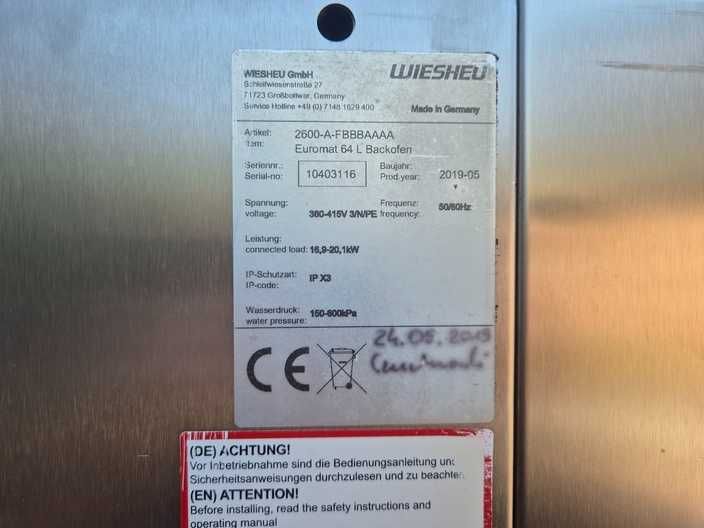 WIESHEU GmbH
WIESHEU
Schleifwiesenstraße 27
71723 Großbottwar, Germany
Service Hotline +49 (0) 7148 1629 400
Made in Germany
Artikel: 2600-A-FBBBAAAA
Item: Euromat 64 L Backofen
Seriennr.: Baujahr:
Serial-no: 10403116 Prod.year: 2019-05
Spannung: Frequenz:
voltage: 380-415V 3/N/PE frequency: 50/60Hz
Leistung:
connected load: 16,9-20,1kW
IP-Schutzart:
IP-code: IP X3
Wasserdruck:
water pressure: 150-600kPa
24.05.2019
CE
(DE) ACHTUNG!
Vor Inbetriebnahme sind die Bedienungsanleitung und
Sicherheitsanweisungen durchzulesen und zu beachten
(EN) ATTENTION!
Before installing, read the safety instructions and
operating manual